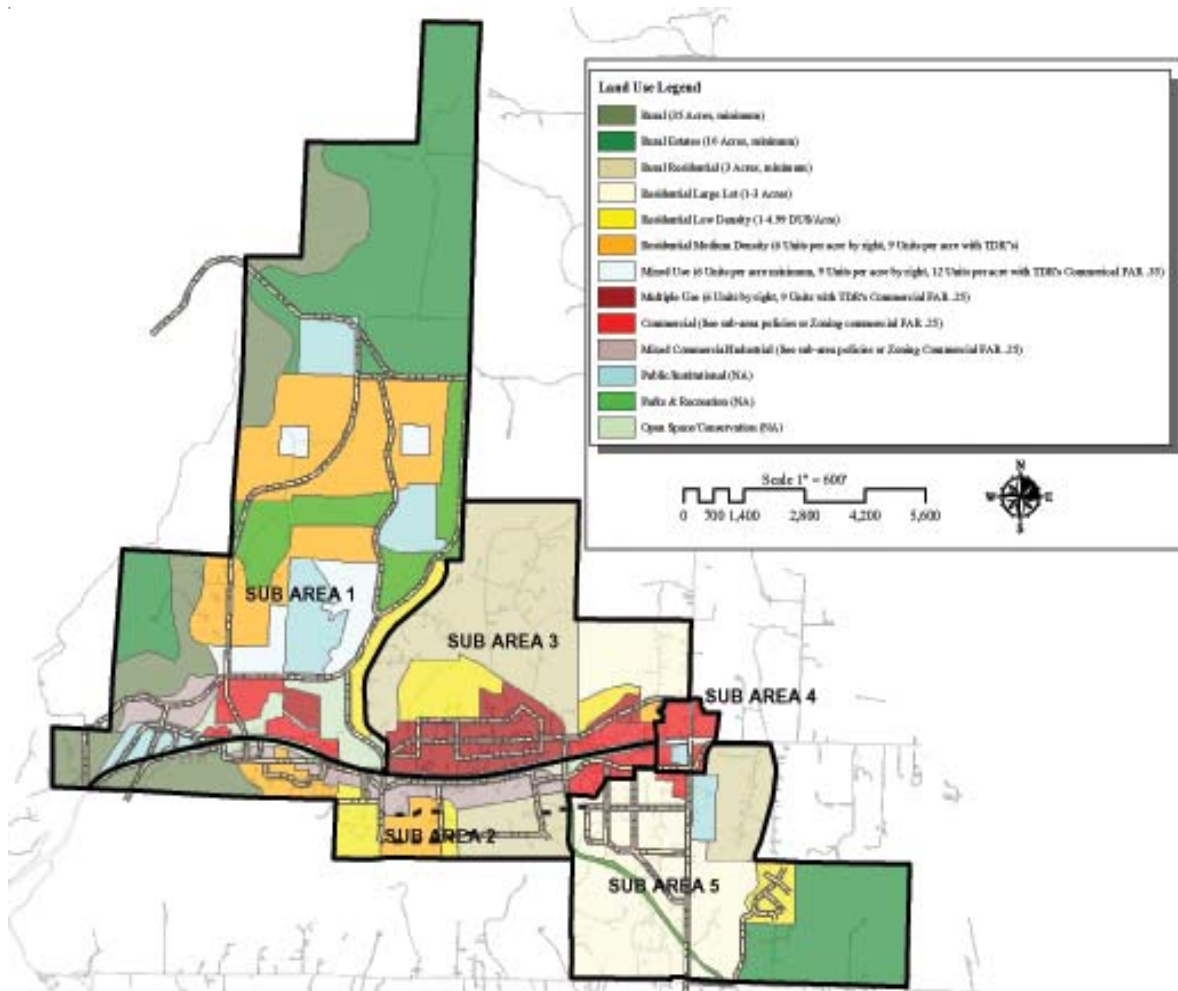 Land Use Legend
Rural (35 Acres, minimum)
Rural Estates (10 Acres, minimum)
Rural Residential (3 Acres, minimum)
Residential Large Lot (1-3 Acres)
Residential Low Density (1-4.99 DUS/Acre)
Residential Medium Density (6 Units per acre by right, 9 Units per acre with TDR's)
Mixed Use (6 Units per acre minimum, 9 Units per acre by right, 12 Units per acre with TDR's Commerical FAR .35)
Multiple Use (6 Units by right, 9 Units with TDR's Commercial FAR .25)
Commercial (See sub-area policies or Zoning commercial FAR .25)
Mixed Commercial/Industrial (See sub-area policies or Zoning Commercial FAR .25)
Public/Institutional (NA)
Parks & Recreation (NA)
Open Space/Conservation (NA)
Scale 1" = 600'
0 700 1,400 2,800 4,200 5,600
N
W E
S
SUB AREA 1
SUB AREA 3
SUB AREA 4
SUB AREA 2
SUB AREA 5